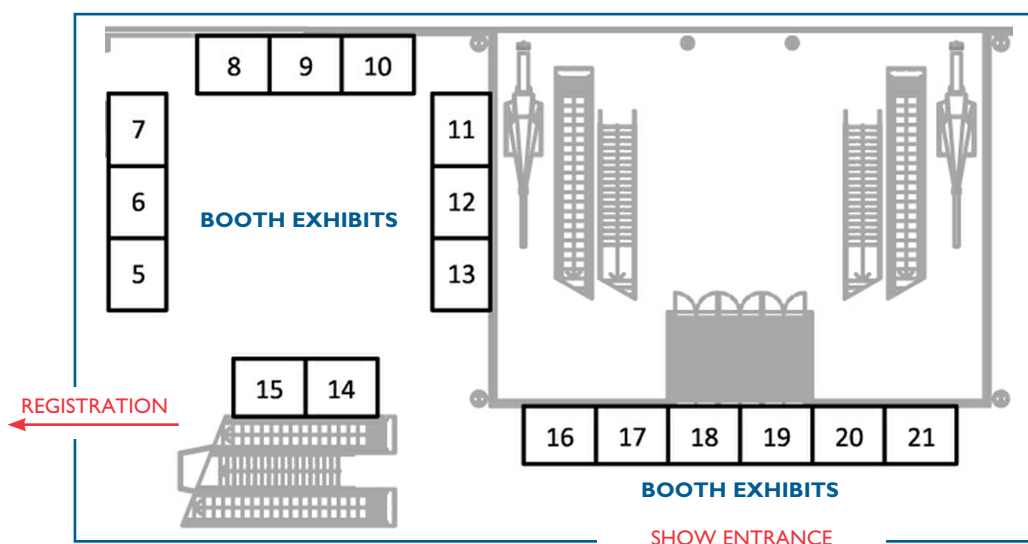 8 9 10
7
11
6
12
BOOTH EXHIBITS
5
13
15 14
REGISTRATION
16 17 18 19 20 21
BOOTH EXHIBITS
SHOW ENTRANCE